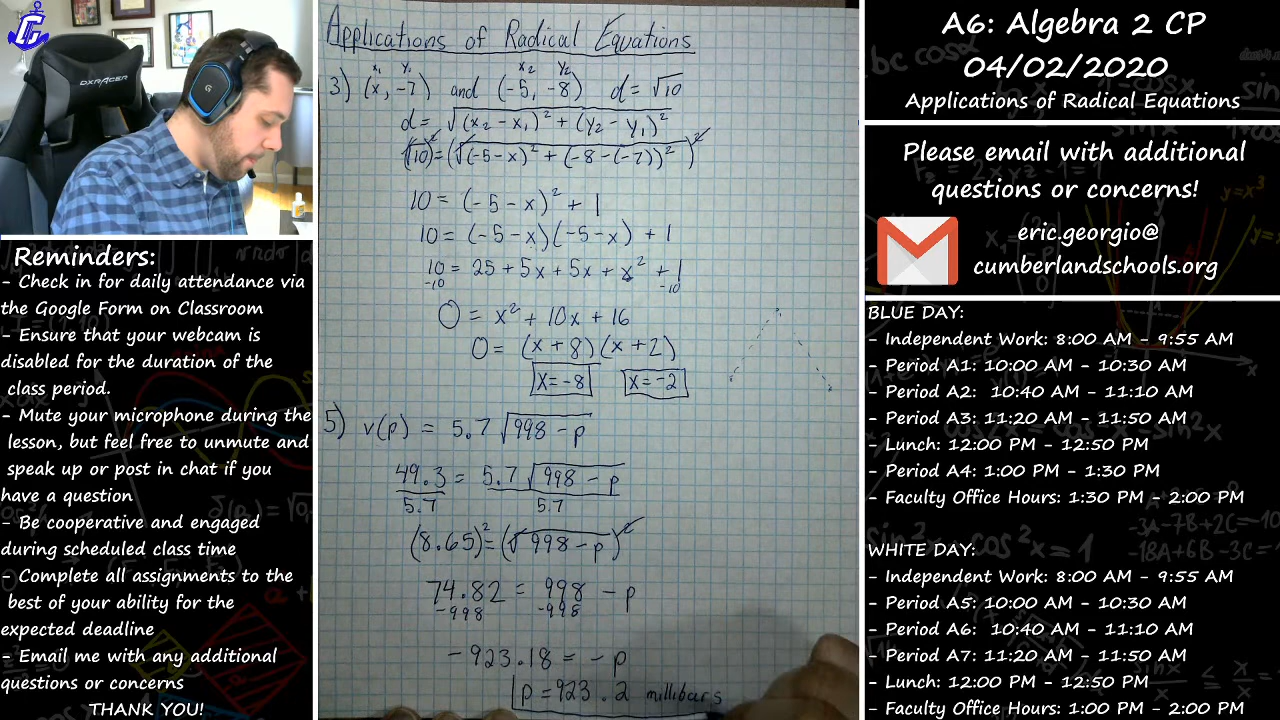 C
DXRACER
G
Reminders:
- Check in for daily attendance via
the Google Form on Classroom
- Ensure that your webcam is
disabled for the duration of the
class period.
- Mute your microphone during the
lesson, but feel free to unmute and
speak up or post in chat if you
have a question
- Be cooperative and engaged
during scheduled class time
- Complete all assignments to the
best of your ability for the
expected deadline
- Email me with any additional
questions or concerns
THANK YOU!
Applications of Radical Equations
x₁ y₁ x₂ y₂
3) (x, -7) and (-5, -8) d = √10
d = √(x₂ - x₁)² + (y₂ - y₁)²
(√10)² = (√(-5 - x)² + (-8 - (-7))²)²
10 = (-5 - x)² + 1
10 = (-5 - x)(-5 - x) + 1
10 = 25 + 5x + 5x + x² + 1
-10 -10
0 = x² + 10x + 16
0 = (x + 8)(x + 2)
x = -8 x = -2
5) v(p) = 5.7 √998 - p
49.3 = 5.7 √998 - p
5.7 5.7
(8.65)² = (√998 - p)²
74.82 = 998 - p
-998 -998
-923.18 = - p
p = 923.2 millibars
A6: Algebra 2 CP
04/02/2020
Applications of Radical Equations
Please email with additional
questions or concerns!
eric.georgio@
cumberlandschools.org
BLUE DAY:
- Independent Work: 8:00 AM - 9:55 AM
- Period A1: 10:00 AM - 10:30 AM
- Period A2: 10:40 AM - 11:10 AM
- Period A3: 11:20 AM - 11:50 AM
- Lunch: 12:00 PM - 12:50 PM
- Period A4: 1:00 PM - 1:30 PM
- Faculty Office Hours: 1:30 PM - 2:00 PM
WHITE DAY:
- Independent Work: 8:00 AM - 9:55 AM
- Period A5: 10:00 AM - 10:30 AM
- Period A6: 10:40 AM - 11:10 AM
- Period A7: 11:20 AM - 11:50 AM
- Lunch: 12:00 PM - 12:50 PM
- Faculty Office Hours: 1:00 PM - 2:00 PM